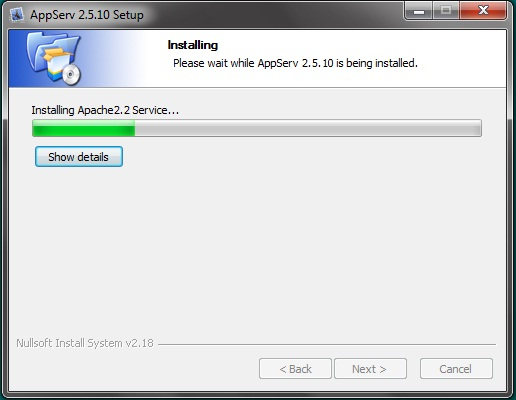 AppServ 2.5.10 Setup
Installing
Please wait while AppServ 2.5.10 is being installed.
Installing Apache2.2 Service...
Show details
Nullsoft Install System v2.18
< Back
Next >
Cancel